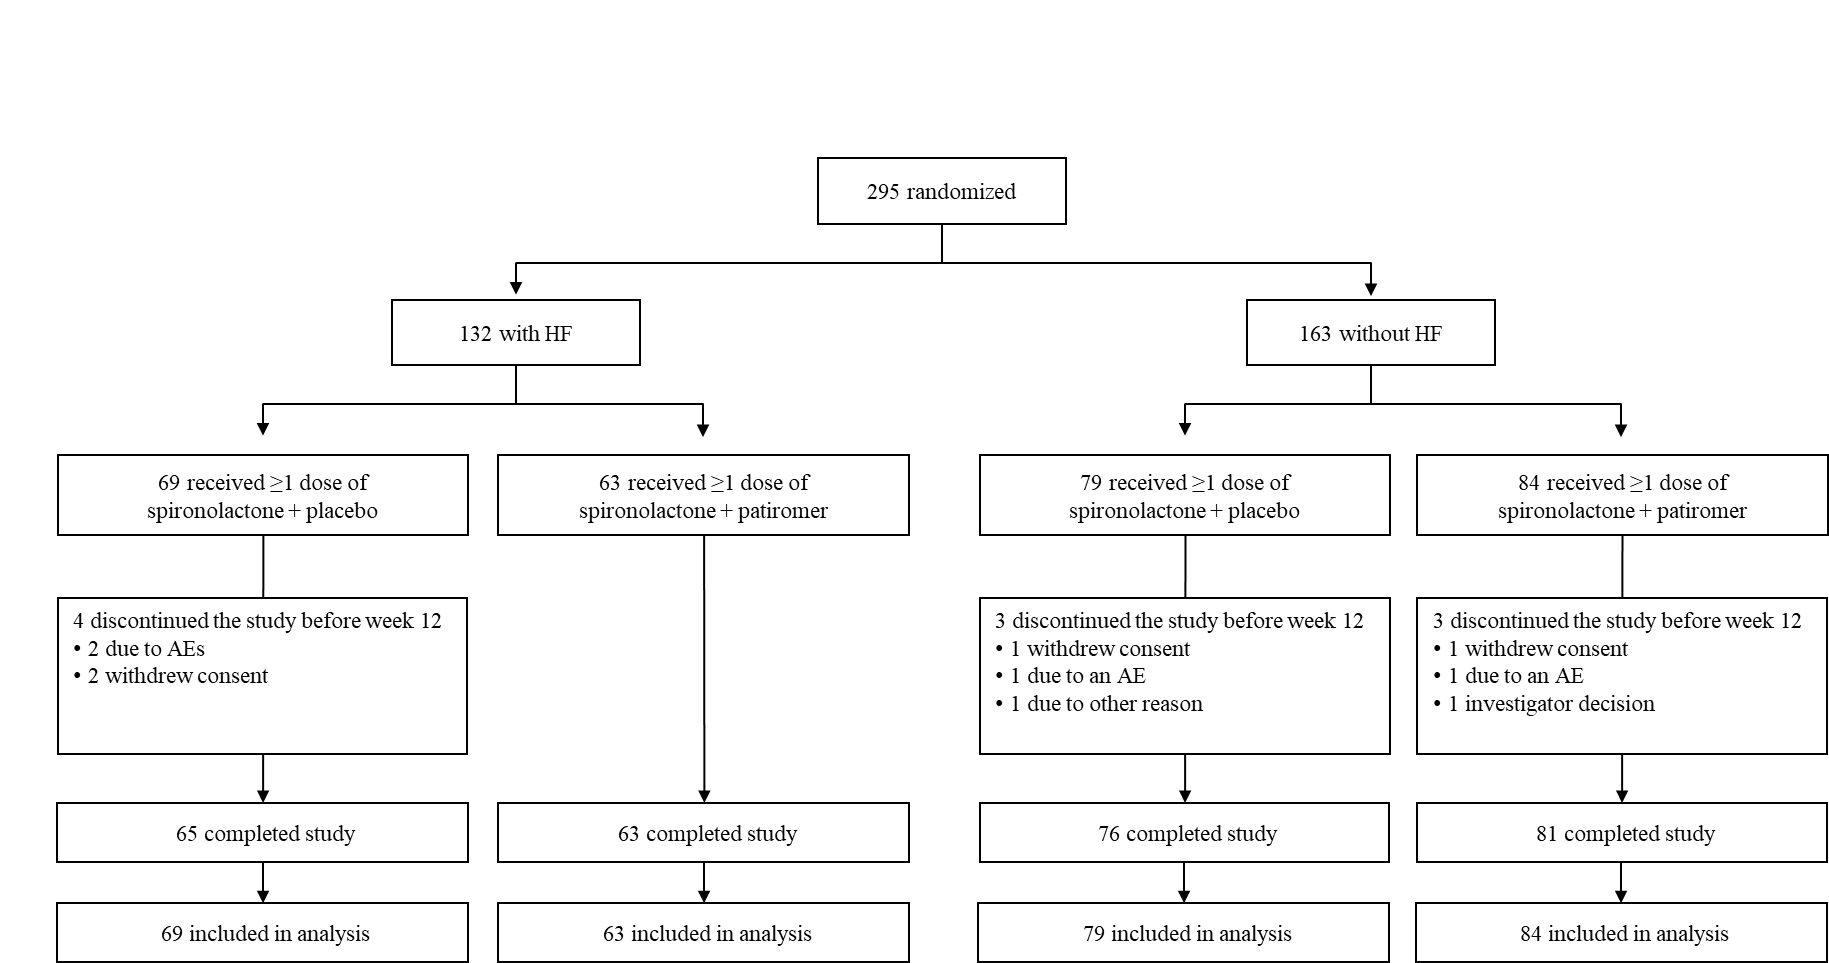 295 randomized
132 with HF
163 without HF
69 received ≥1 dose of
spironolactone + placebo
63 received ≥1 dose of
spironolactone + patiromer
79 received ≥1 dose of
spironolactone + placebo
84 received ≥1 dose of
spironolactone + patiromer
4 discontinued the study before week 12
• 2 due to AEs
• 2 withdrew consent
3 discontinued the study before week 12
• 1 withdrew consent
• 1 due to an AE
• 1 due to other reason
3 discontinued the study before week 12
• 1 withdrew consent
• 1 due to an AE
• 1 investigator decision
65 completed study
63 completed study
76 completed study
81 completed study
69 included in analysis
63 included in analysis
79 included in analysis
84 included in analysis